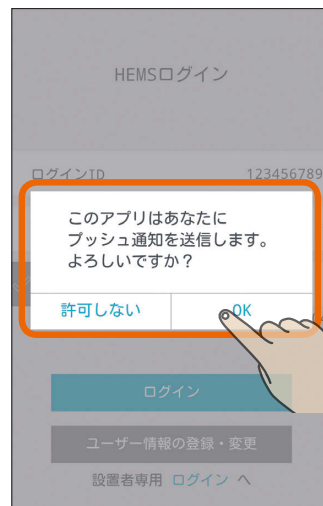 HEMSログイン
ログインID 123456789
このアプリはあなたに
プッシュ通知を送信します。
よろしいですか？
許可しない OK
ログイン
ユーザー情報の登録・変更
設置者専用 ログイン へ